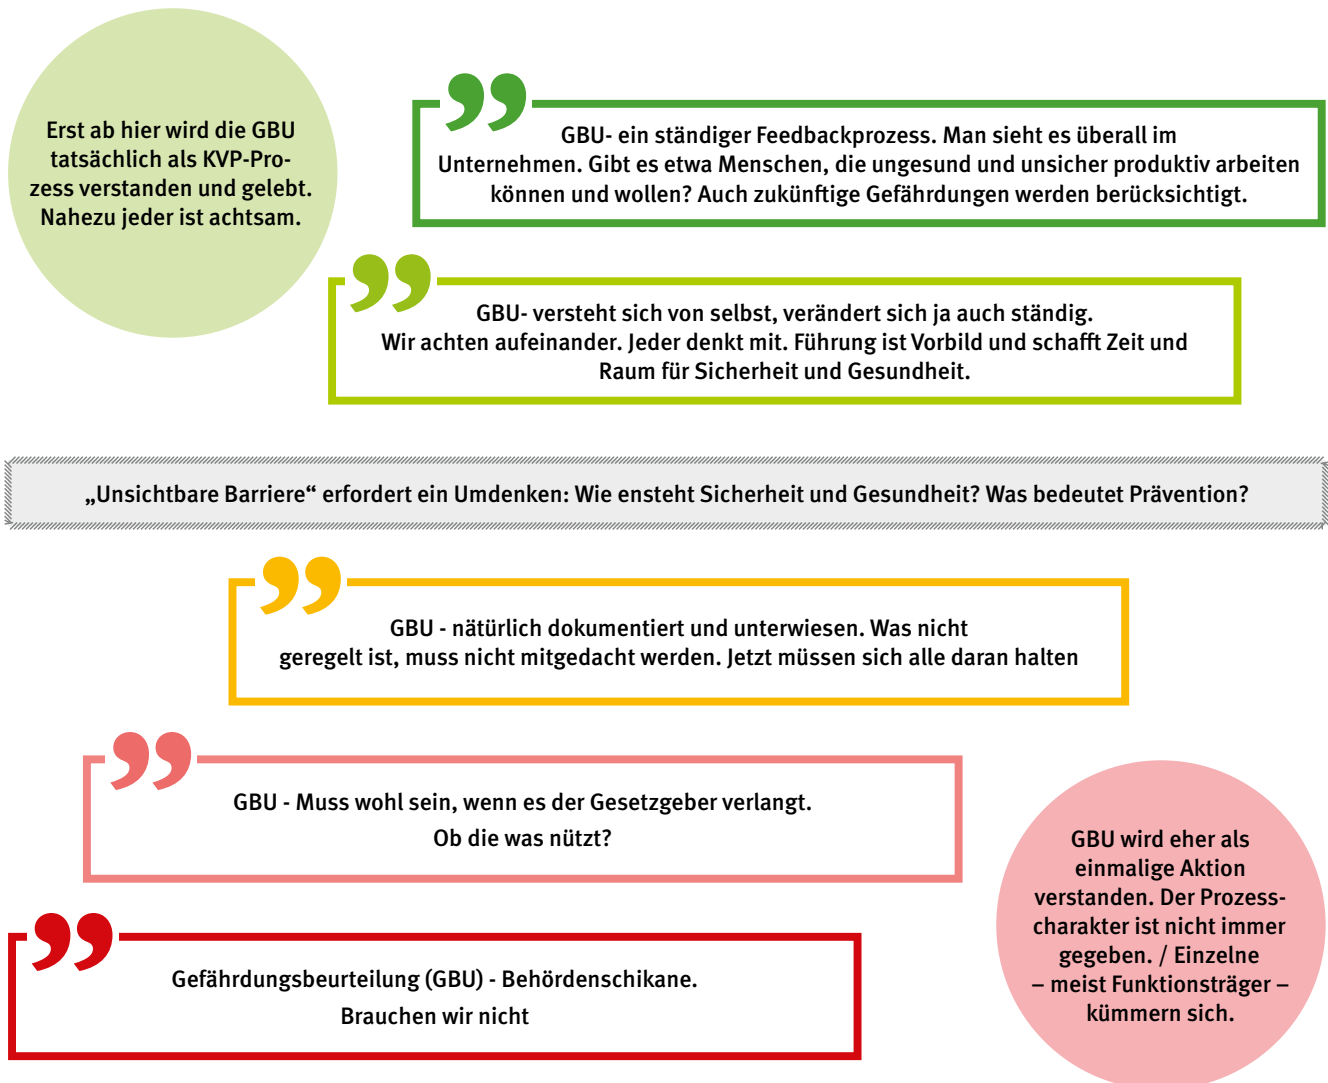 Erst ab hier wird die GBU
tatsächlich als KVP-Pro-
zess verstanden und gelebt.
Nahezu jeder ist achtsam.
GBU- ein ständiger Feedbackprozess. Man sieht es überall im
Unternehmen. Gibt es etwa Menschen, die ungesund und unsicher produktiv arbeiten
können und wollen? Auch zukünftige Gefährdungen werden berücksichtigt.
GBU- versteht sich von selbst, verändert sich ja auch ständig.
Wir achten aufeinander. Jeder denkt mit. Führung ist Vorbild und schafft Zeit und
Raum für Sicherheit und Gesundheit.
„Unsichtbare Barriere“ erfordert ein Umdenken: Wie ensteht Sicherheit und Gesundheit? Was bedeutet Prävention?
GBU - nätürlich dokumentiert und unterwiesen. Was nicht
geregelt ist, muss nicht mitgedacht werden. Jetzt müssen sich alle daran halten
GBU - Muss wohl sein, wenn es der Gesetzgeber verlangt.
Ob die was nützt?
GBU wird eher als
einmalige Aktion
verstanden. Der Prozess-
charakter ist nicht immer
gegeben. / Einzelne
– meist Funktionsträger –
kümmern sich.
Gefährdungsbeurteilung (GBU) - Behördenschikane.
Brauchen wir nicht